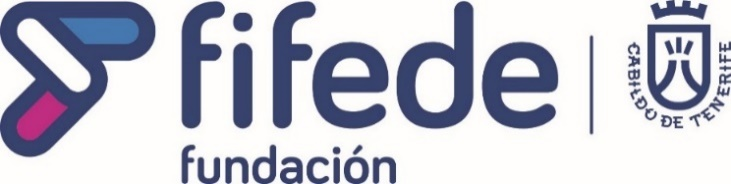 fifede
fundación
CABILDO DE TENERIFE